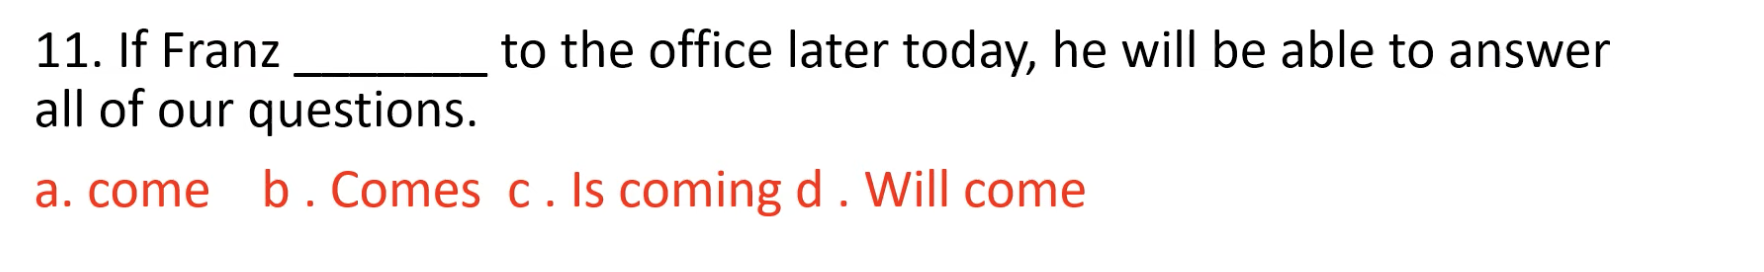 11. If Franz _______ to the office later today, he will be able to answer
all of our questions.
a. come b . Comes c . Is coming d . Will come